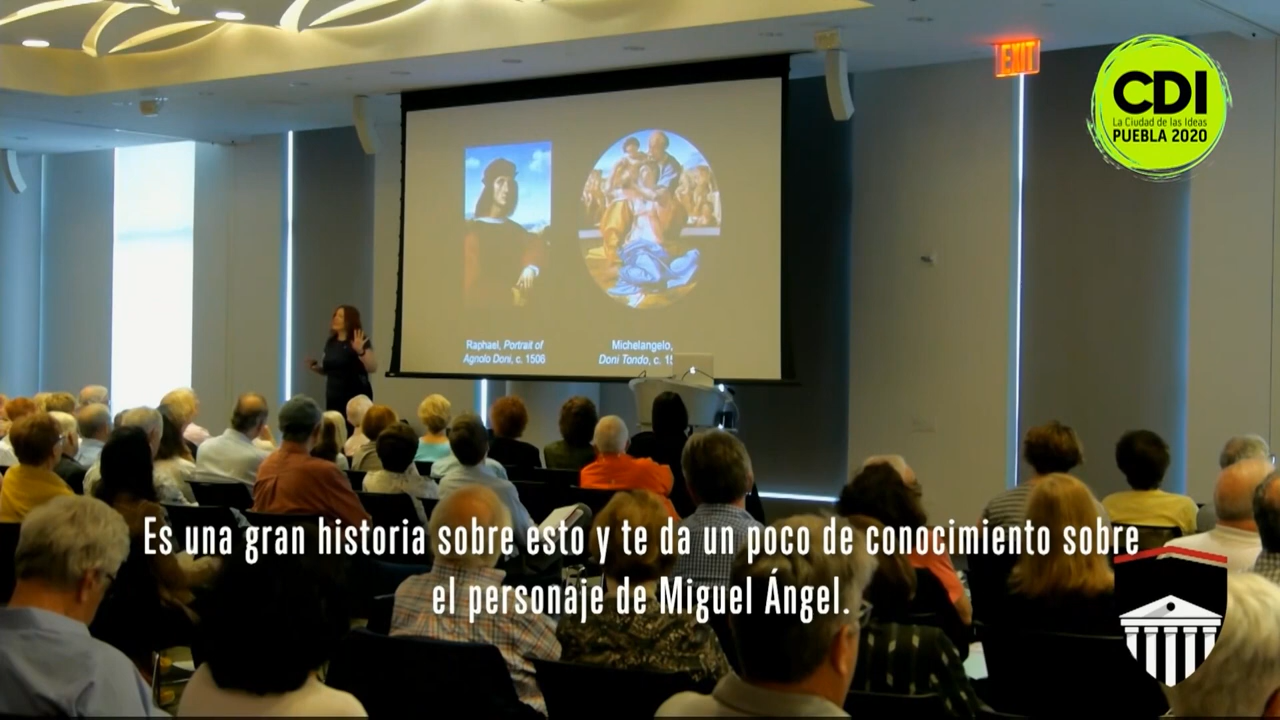 EXIT
CDI
La Ciudad de las Ideas
PUEBLA 2020
Raphael, Portrait of
Agnolo Doni, c. 1506
Michelangelo,
Doni Tondo, c. 15
Es una gran historia sobre esto y te da un poco de conocimiento sobre
el personaje de Miguel Ángel.